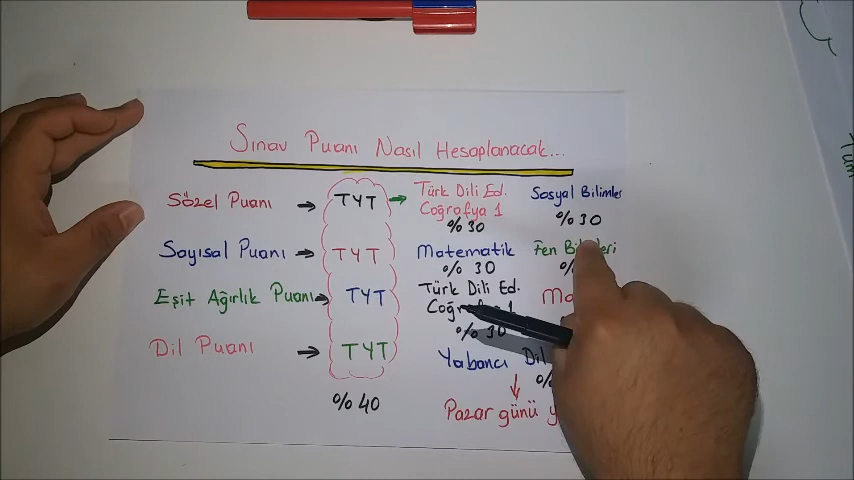 Sınav Puanı Nasıl Hesaplanacak...
Sözel Puanı → TYT → Türk Dili Ed. Sosyal Bilimler
Coğrafya 1
%30 %30
Sayısal Puanı → TYT Matematik Fen
%30 %
Eşit Ağırlık Puanı → TYT Türk Dili Ed.
%30
Dil Puanı → TYT Yabancı Dil
%40
Pazar günü